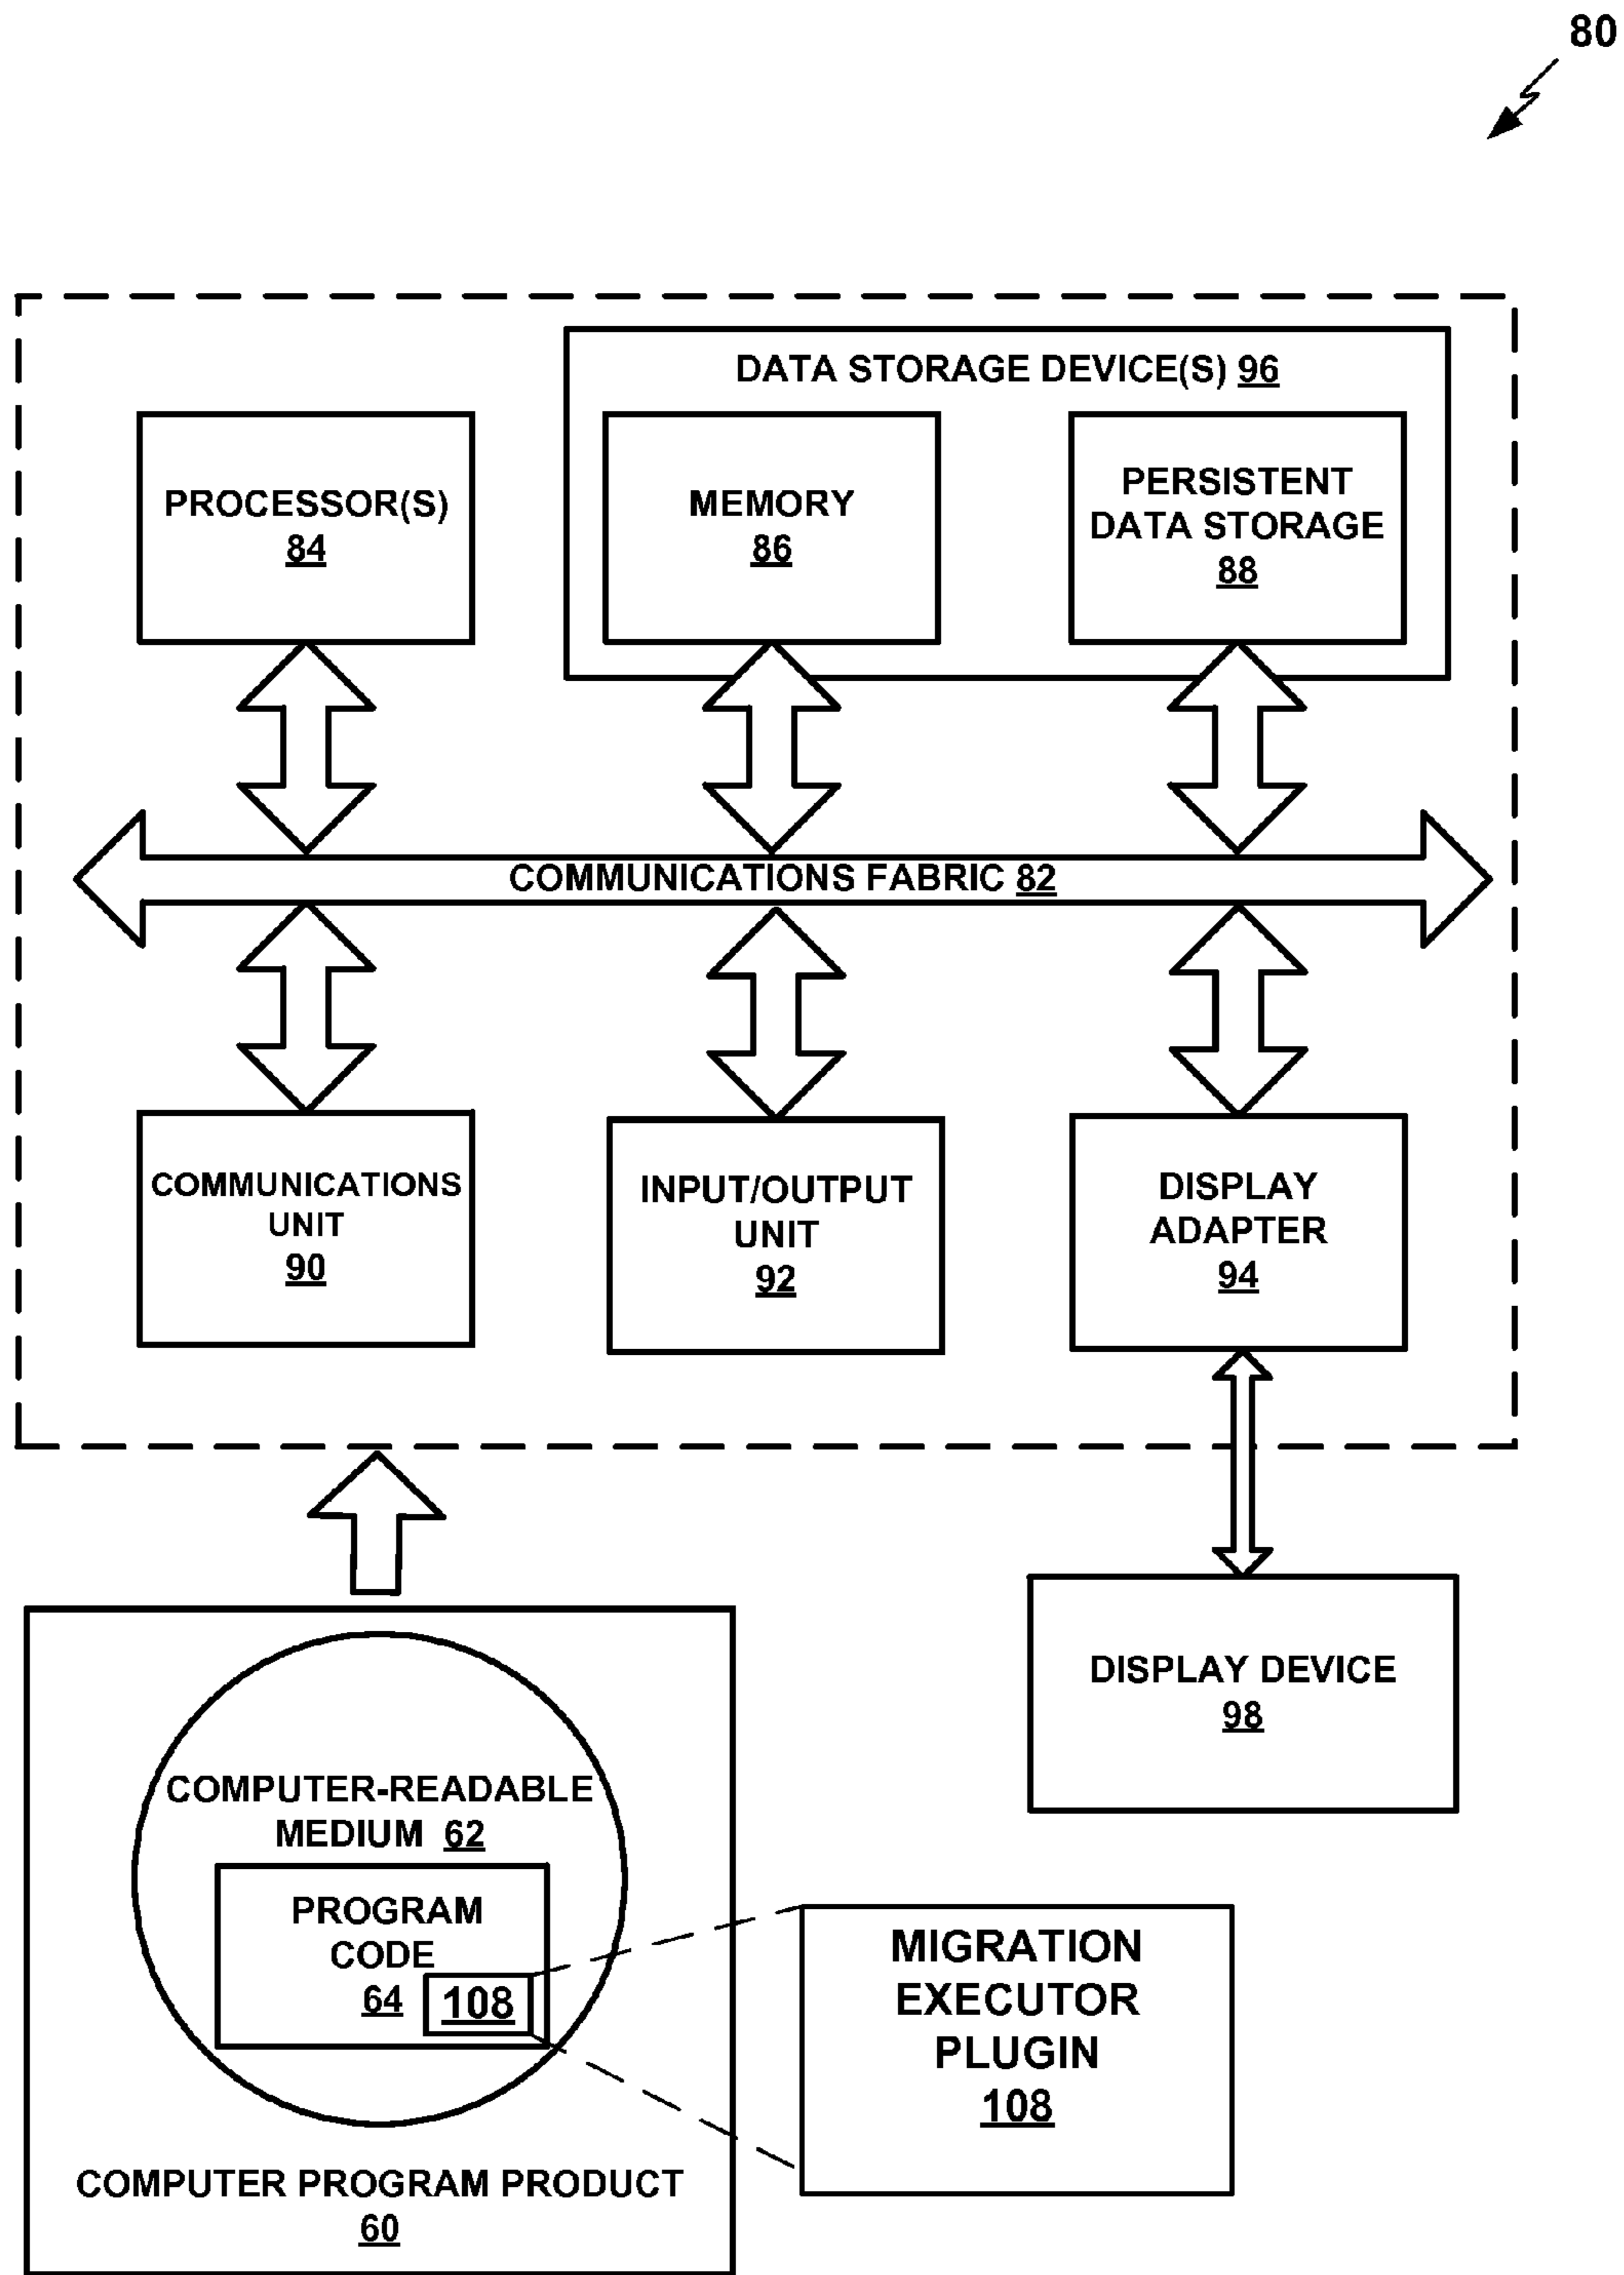 80
DATA STORAGE DEVICE(S) 96
PROCESSOR(S)
84
MEMORY
86
PERSISTENT
DATA STORAGE
88
COMMUNICATIONS FABRIC 82
COMMUNICATIONS
UNIT
90
INPUT/OUTPUT
UNIT
92
DISPLAY
ADAPTER
94
DISPLAY DEVICE
98
COMPUTER-READABLE
MEDIUM 62
PROGRAM
CODE
64
108
MIGRATION
EXECUTOR
PLUGIN
108
COMPUTER PROGRAM PRODUCT
60